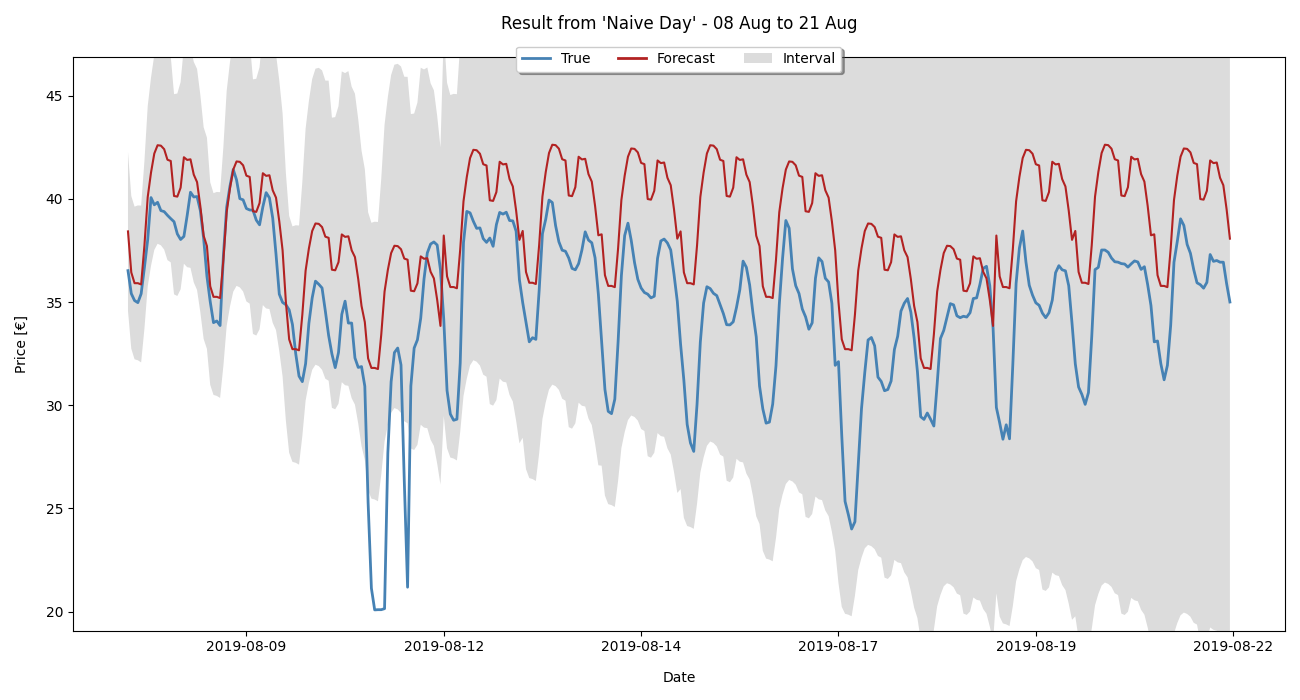 Result from 'Naive Day' - 08 Aug to 21 Aug
True Forecast Interval
45
40
35
30
25
20
Price [€]
2019-08-09 2019-08-12 2019-08-14 2019-08-17 2019-08-19 2019-08-22
Date